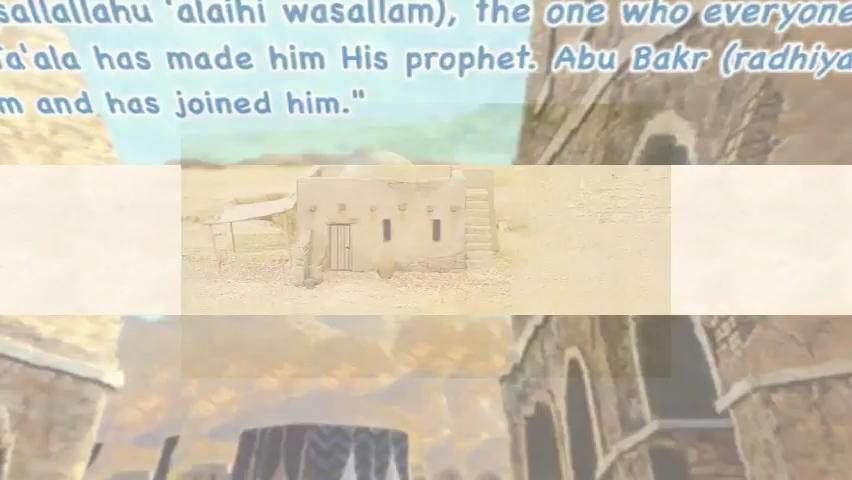 sallallahu 'alaihi wasallam), the one who everyone
Ta'ala has made him His prophet. Abu Bakr (radhiya
m and has joined him."